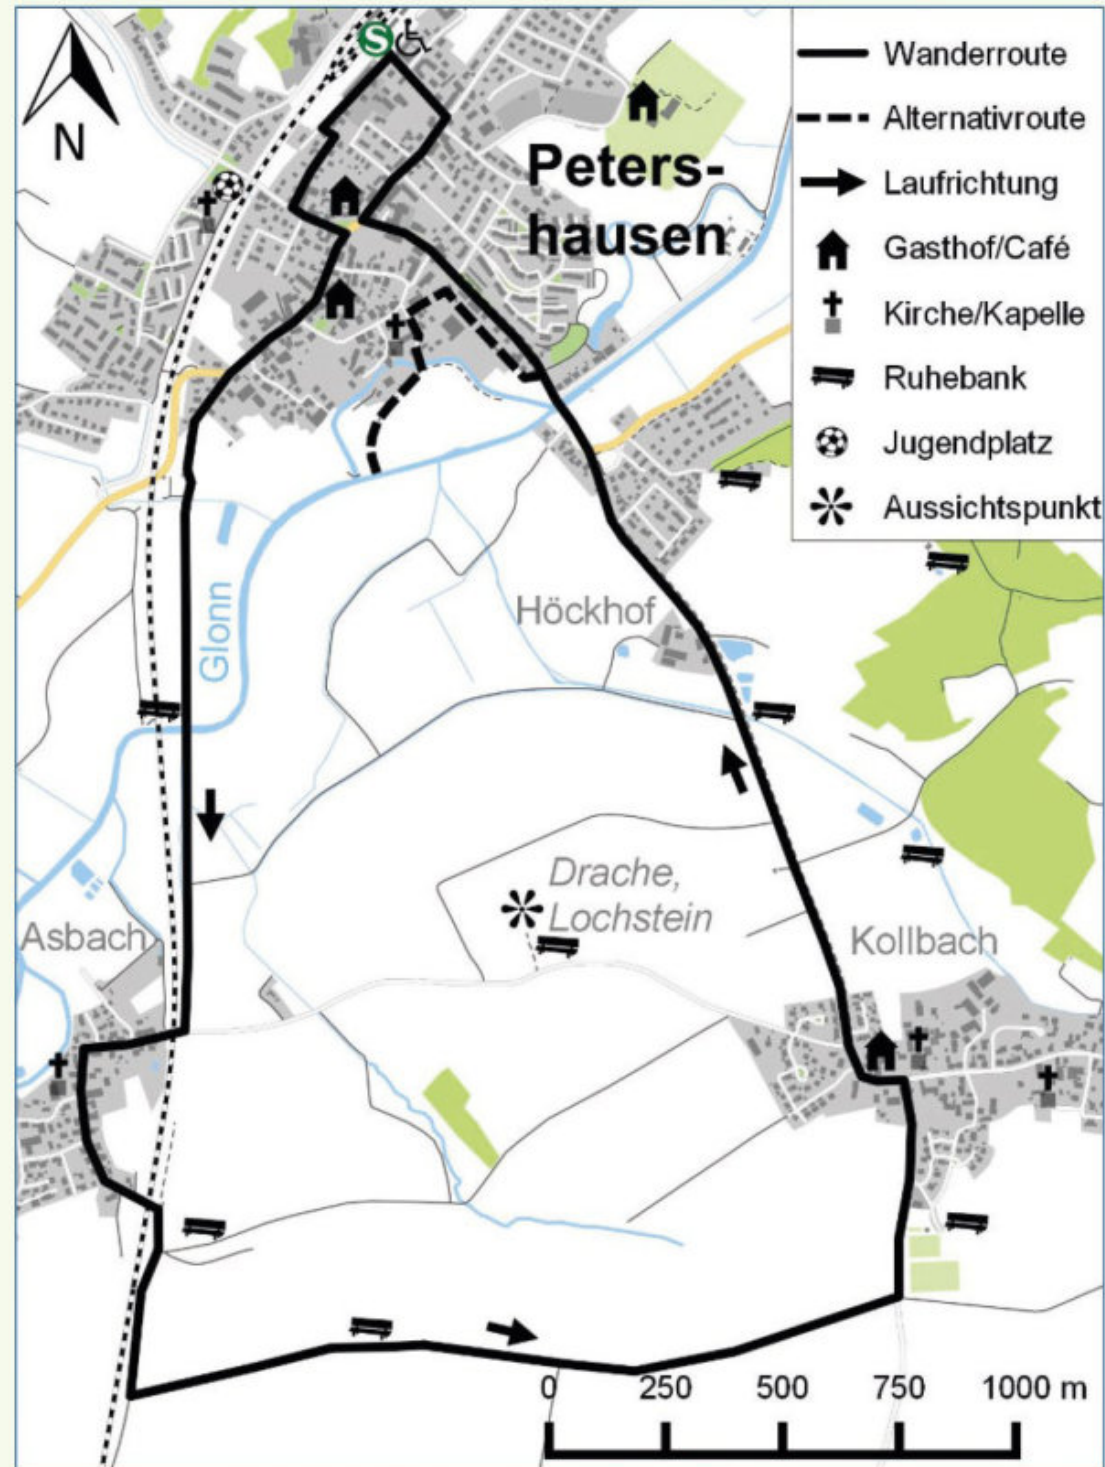 S
N
Peters-
hausen
Glonn
Höckhof
Drache,
Lochstein
Asbach
Kollbach
Wanderroute
Alternativroute
Laufrichtung
Gasthof/Café
Kirche/Kapelle
Ruhebank
Jugendplatz
Aussichtspunkt
0 250 500 750 1000 m